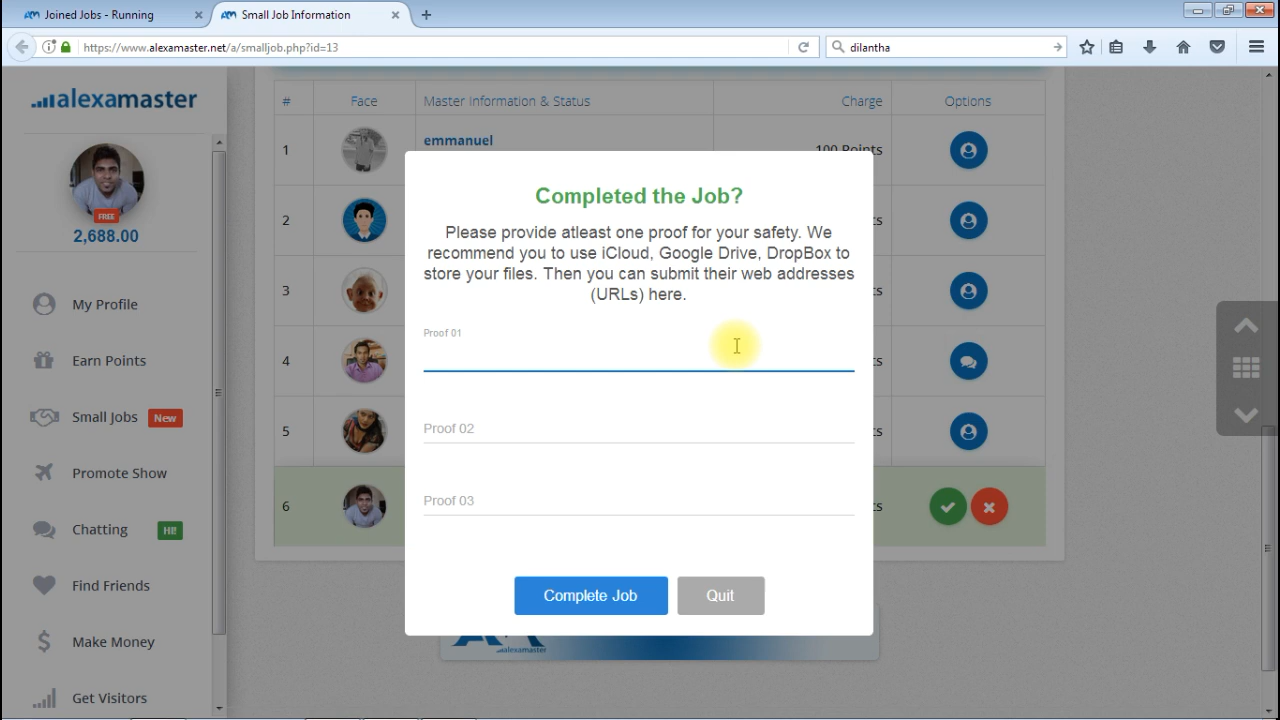 Joined Jobs - Running
Small Job Information
https://www.alexamaster.net/a/smalljob.php?id=13
dilantha
alexamaster
FREE
2,688.00
My Profile
Earn Points
Small Jobs New
Promote Show
Chatting HI!
Find Friends
Make Money
Get Visitors
# Face Master Information & Status Charge Options
1 emmanuel 100 Points
2
3
4
5
6
Completed the Job?
Please provide atleast one proof for your safety. We
recommend you to use iCloud, Google Drive, DropBox to
store your files. Then you can submit their web addresses
(URLs) here.
Proof 01
Proof 02
Proof 03
Complete Job Quit
alexamaster